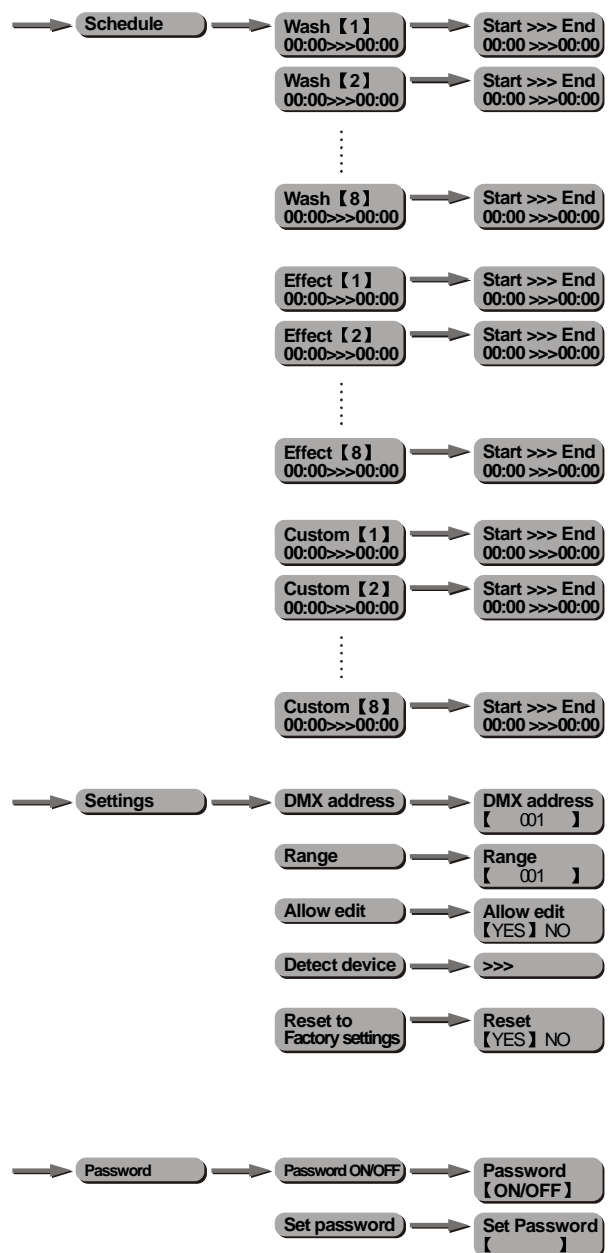 Schedule
Wash【1】
00:00>>>00:00
Start >>> End
00:00 >>>00:00
Wash【2】
00:00>>>00:00
Start >>> End
00:00 >>>00:00
Wash【8】
00:00>>>00:00
Start >>> End
00:00 >>>00:00
Effect【1】
00:00>>>00:00
Start >>> End
00:00 >>>00:00
Effect【2】
00:00>>>00:00
Start >>> End
00:00 >>>00:00
Effect【8】
00:00>>>00:00
Start >>> End
00:00 >>>00:00
Custom【1】
00:00>>>00:00
Start >>> End
00:00 >>>00:00
Custom【2】
00:00>>>00:00
Start >>> End
00:00 >>>00:00
Custom【8】
00:00>>>00:00
Start >>> End
00:00 >>>00:00
Settings
DMX address
DMX address
【 001 】
Range
Range
【 001 】
Allow edit
Allow edit
【YES】NO
Detect device
>>>
Reset to
Factory settings
Reset
【YES】NO
Password
Password ON/OFF
Password
【ON/OFF】
Set password
Set Password
【 】